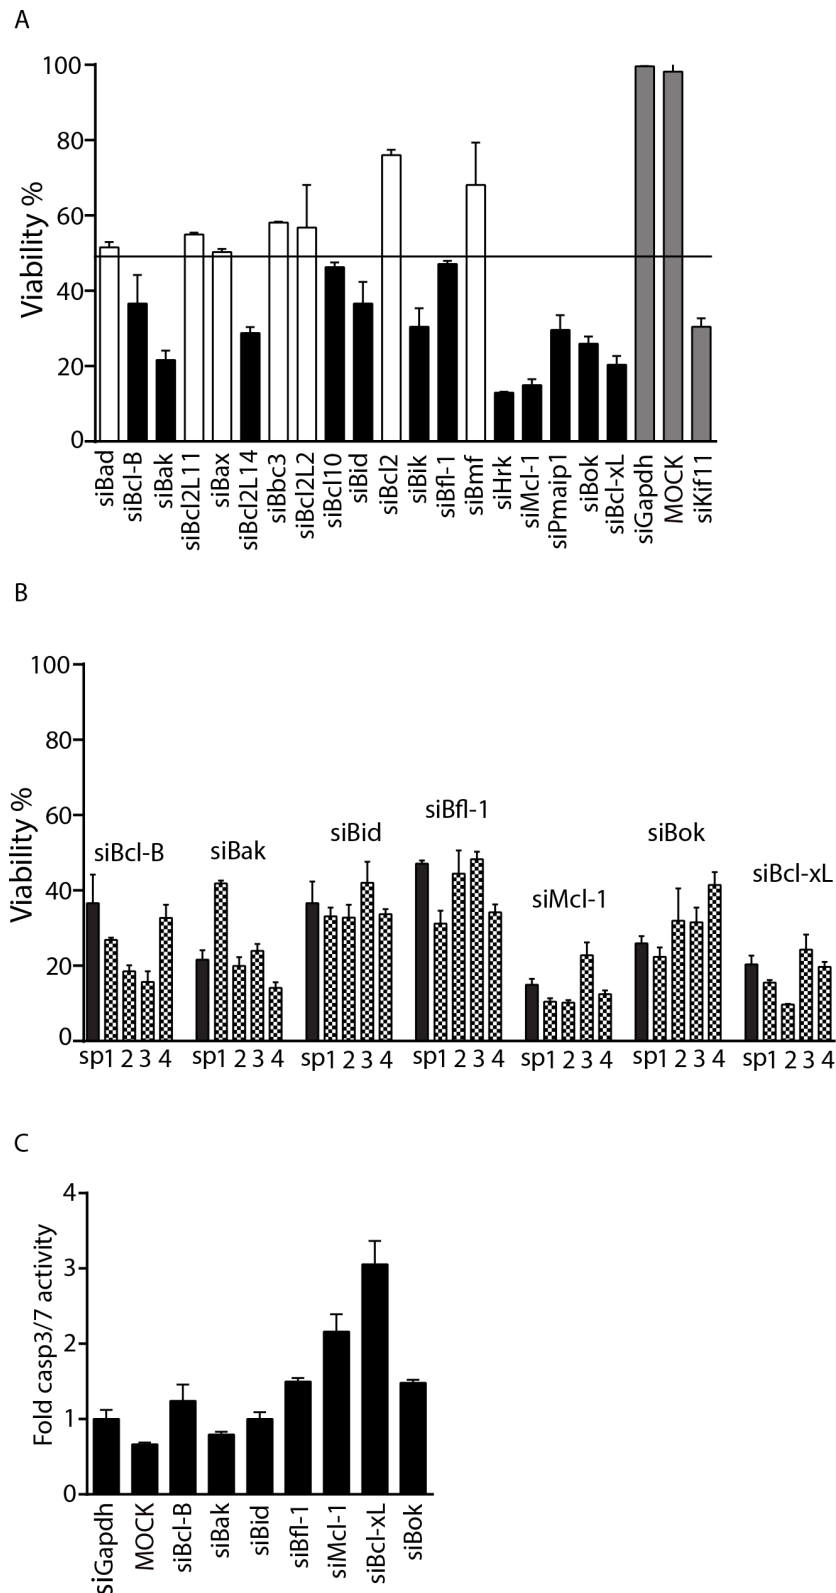 A
Viability %
100
80
60
40
20
0
siBad
siBcl-B
siBak
siBcl2L11
siBax
siBcl2L14
siBbc3
siBcl2L2
siBcl10
siBid
siBcl2
siBik
siBfl-1
siBmf
siHrk
siMcl-1
siPmaip1
siBok
siBcl-xL
siGapdh
MOCK
siKif11
B
Viability %
100
80
60
40
20
0
siBcl-B
siBak
siBid
siBfl-1
siMcl-1
siBok
siBcl-xL
sp1 2 3 4 sp1 2 3 4 sp1 2 3 4 sp1 2 3 4 sp1 2 3 4 sp1 2 3 4 sp1 2 3 4
C
Fold casp3/7 activity
4
3
2
1
0
siGapdh
MOCK
siBcl-B
siBak
siBid
siBfl-1
siMcl-1
siBcl-xL
siBok